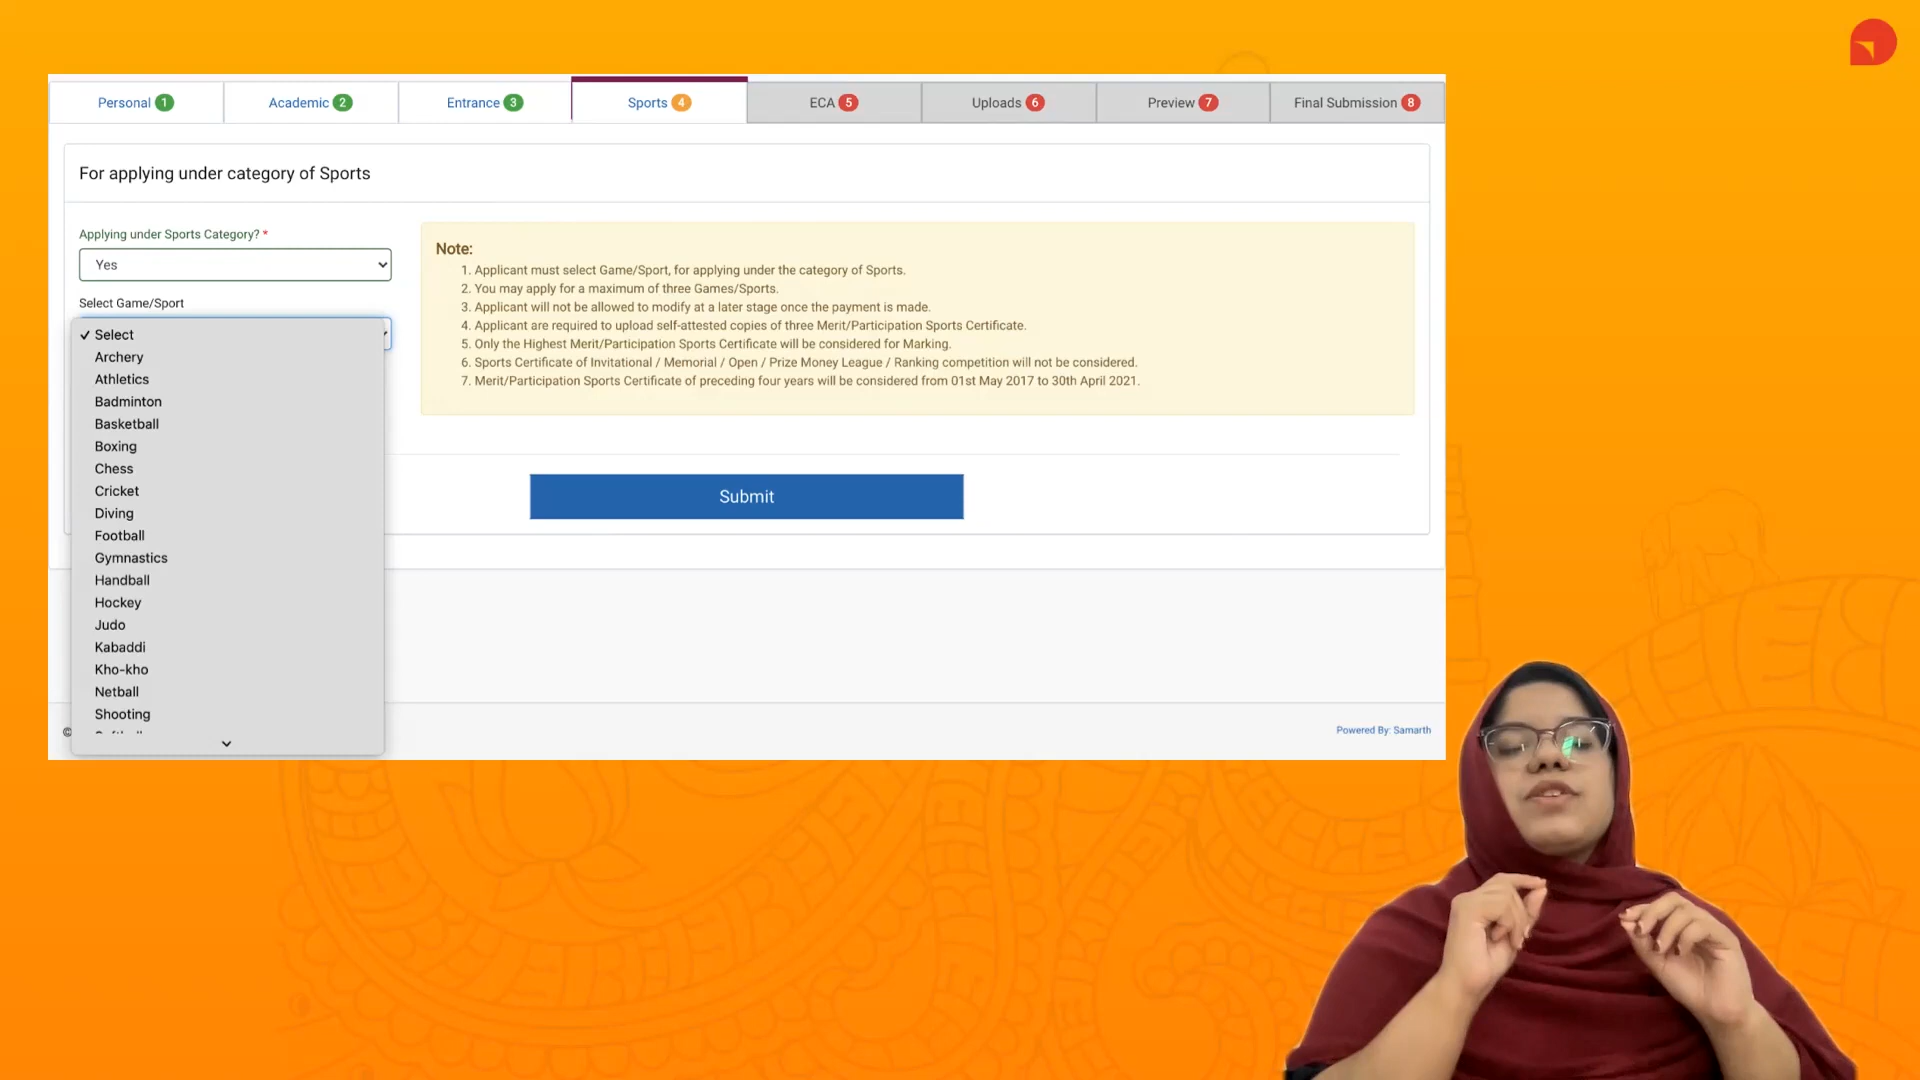 Personal 1
Academic 2
Entrance 3
Sports 4
ECA 5
Uploads 6
Preview 7
Final Submission 8
For applying under category of Sports
Applying under Sports Category? *
Yes
Select Game/Sport
✓ Select
Archery
Athletics
Badminton
Basketball
Boxing
Chess
Cricket
Diving
Football
Gymnastics
Handball
Hockey
Judo
Kabaddi
Kho-kho
Netball
Shooting
Note:
1. Applicant must select Game/Sport, for applying under the category of Sports.
2. You may apply for a maximum of three Games/Sports.
3. Applicant will not be allowed to modify at a later stage once the payment is made.
4. Applicant are required to upload self-attested copies of three Merit/Participation Sports Certificate.
5. Only the Highest Merit/Participation Sports Certificate will be considered for Marking.
6. Sports Certificate of Invitational / Memorial / Open / Prize Money League / Ranking competition will not be considered.
7. Merit/Participation Sports Certificate of preceding four years will be considered from 01st May 2017 to 30th April 2021.
Submit
©
Powered By: Samarth